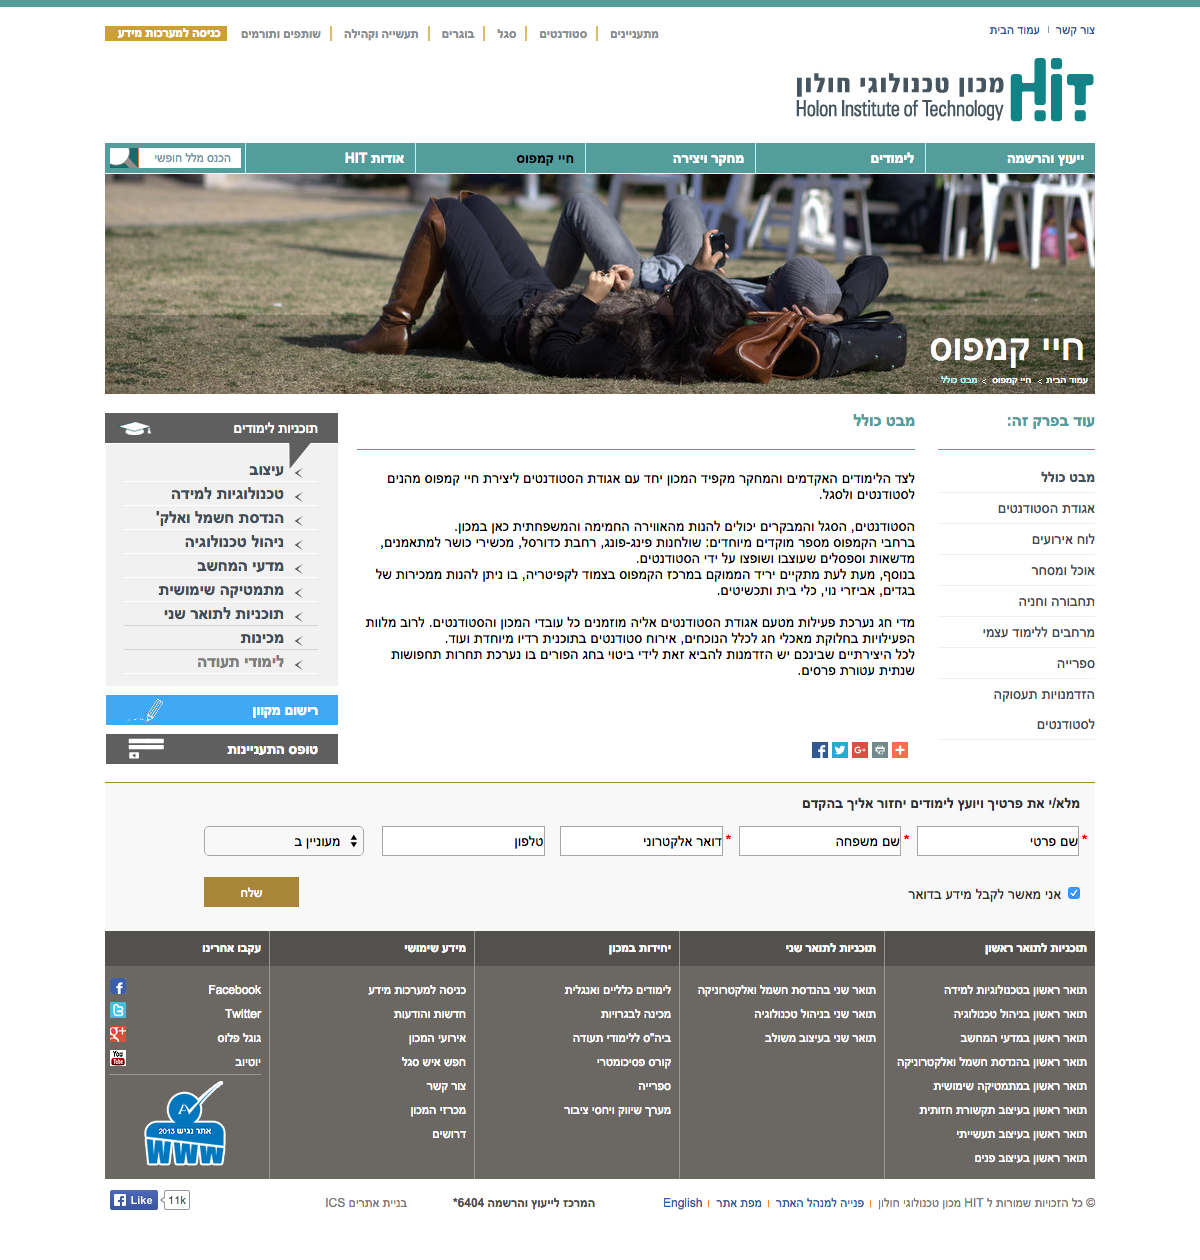 צור קשר | עמוד הבית
מתעניינים | סטודנטים | סגל | בוגרים | תעשייה וקהילה | שותפים ותורמים
כניסה למערכות מידע
HIT
מכון טכנולוגי חולון
Holon Institute of Technology
ייעוץ והרשמה
לימודים
מחקר ויצירה
חיי קמפוס
אודות HIT
הכנס מלל חופשי
חיי קמפוס
עמוד הבית > חיי קמפוס > מבט כולל
עוד בפרק זה:
מבט כולל
אגודת הסטודנטים
לוח אירועים
אוכל ומסחר
תחבורה וחניה
מרחבים ללימוד עצמי
ספרייה
הזדמנויות תעסוקה
לסטודנטים
מבט כולל
לצד הלימודים האקדמים והמחקר מקפיד המכון יחד עם אגודת הסטודנטים ליצירת חיי קמפוס מהנים
לסטודנטים ולסגל.
הסטודנטים, הסגל והמבקרים יכולים להנות מהאווירה החמימה והמשפחתית כאן במכון.
ברחבי הקמפוס מספר מוקדים מיוחדים: שולחנות פינג-פונג, רחבת כדורסל, מכשירי כושר למתאמנים,
מדשאות וספסלים שעוצבו ושופצו על ידי הסטודנטים.
בנוסף, מעת לעת מתקיים יריד הממוקם במרכז הקמפוס בצמוד לקפיטריה, בו ניתן להנות ממכירות של
בגדים, אביזרי נוי, כלי בית ותכשיטים.
מדי חג נערכת פעילות מטעם אגודת הסטודנטים אליה מוזמנים כל עובדי המכון והסטודנטים. לרוב מלוות
הפעילויות בחלוקת מאכלי חג לכלל הנוכחים, אירוח סטודנטים בתוכנית רדיו מיוחדת ועוד.
לכל היצירתיים שבינכם יש הזדמנות להביא זאת לידי ביטוי בחג הפורים בו נערכת תחרות תחפושות
שנתית עטורת פרסים.
תוכניות לימודים
עיצוב
טכנולוגיות למידה
הנדסת חשמל ואלק'
ניהול טכנולוגיה
מדעי המחשב
מתמטיקה שימושית
תוכניות לתואר שני
מכינות
לימודי תעודה
רישום מקוון
טופס התעניינות
מלא/י את פרטיך ויועץ לימודים יחזור אליך בהקדם
* שם פרטי
* שם משפחה
* דואר אלקטרוני
טלפון
מעוניין ב
אני מאשר לקבל מידע בדואר
שלח
תוכניות לתואר ראשון
תואר ראשון בטכנולוגיות למידה
תואר ראשון בניהול טכנולוגיה
תואר ראשון במדעי המחשב
תואר ראשון בהנדסת חשמל ואלקטרוניקה
תואר ראשון במתמטיקה שימושית
תואר ראשון בעיצוב תקשורת חזותית
תואר ראשון בעיצוב תעשייתי
תואר ראשון בעיצוב פנים
תוכניות לתואר שני
תואר שני בהנדסת חשמל ואלקטרוניקה
תואר שני בניהול טכנולוגיה
תואר שני בעיצוב משולב
יחידות במכון
לימודים כלליים ואנגלית
מכינה לבגרויות
ביה"ס ללימודי תעודה
קורס פסיכומטרי
ספרייה
מערך שיווק ויחסי ציבור
מידע שימושי
כניסה למערכות מידע
חדשות והודעות
אירועי המכון
חפש איש סגל
צור קשר
מכרזי המכון
דרושים
עקבו אחרינו
Facebook
Twitter
גוגל פלוס
יוטיוב
You Tube
אתר נגיש 2013
WWW
© כל הזכויות שמורות ל HIT מכון טכנולוגי חולון | פנייה למנהל האתר | מפת אתר | English
המרכז לייעוץ והרשמה 6404*
בניית אתרים ICS
Like 11k